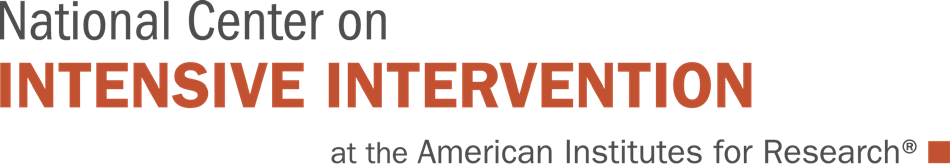 National Center on
INTENSIVE INTERVENTION
at the American Institutes for Research®